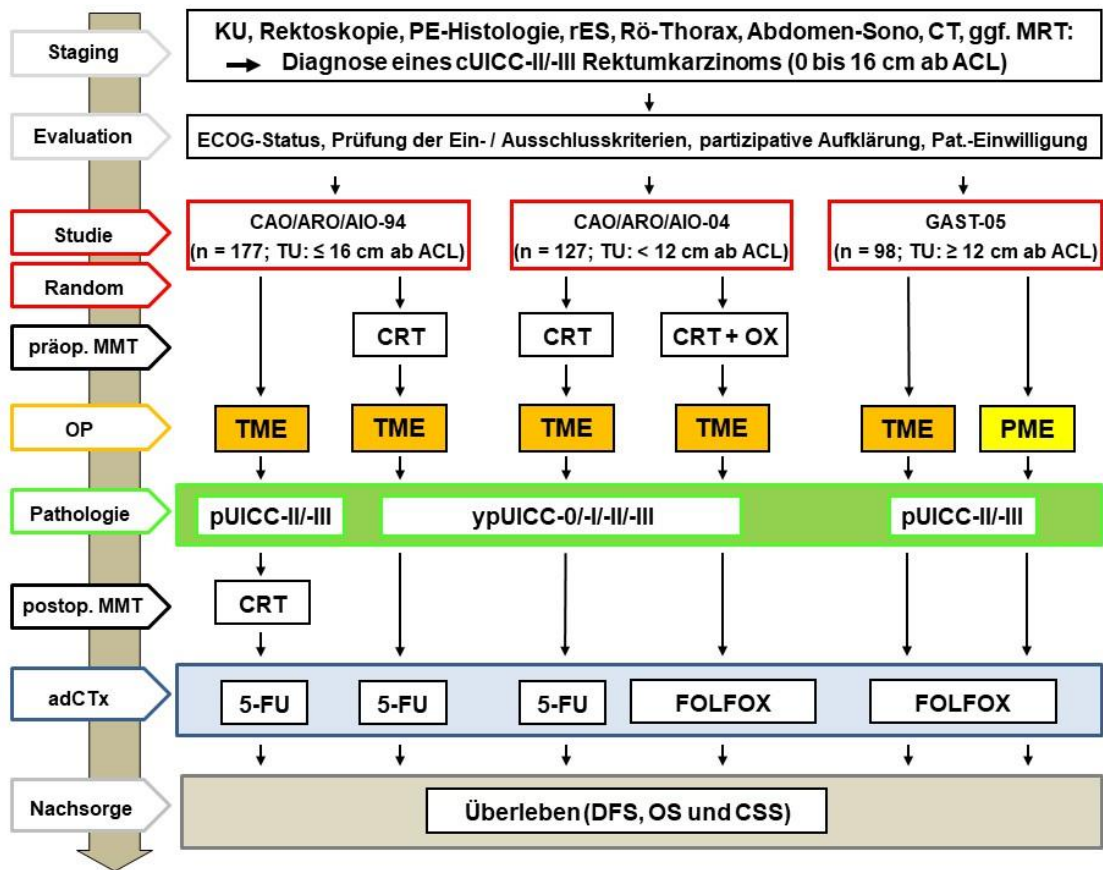 Staging
KU, Rektoskopie, PE-Histologie, rES, Rö-Thorax, Abdomen-Sono, CT, ggf. MRT:
→ Diagnose eines cUICC-II/-III Rektumkarzinoms (0 bis 16 cm ab ACL)
Evaluation
ECOG-Status, Prüfung der Ein- / Ausschlusskriterien, partizipative Aufklärung, Pat.-Einwilligung
Studie
CAO/ARO/AIO-94
(n = 177; TU: ≤ 16 cm ab ACL)
CAO/ARO/AIO-04
(n = 127; TU: < 12 cm ab ACL)
GAST-05
(n = 98; TU: ≥ 12 cm ab ACL)
Random
präop. MMT
CRT
CRT
CRT + OX
OP
TME
TME
TME
TME
TME
PME
Pathologie
pUICC-II/-III
ypUICC-0/-I/-II/-III
pUICC-II/-III
postop. MMT
CRT
adCTx
5-FU
5-FU
5-FU
FOLFOX
FOLFOX
Nachsorge
Überleben (DFS, OS und CSS)